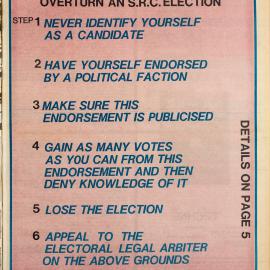 OVERTURN AN S.R.C. ELECTION
STEP 1 NEVER IDENTIFY YOURSELF
AS A CANDIDATE
2 HAVE YOURSELF ENDORSED
BY A POLITICAL FACTION
3 MAKE SURE THIS
ENDORSEMENT IS PUBLICISED
4 GAIN AS MANY VOTES
AS YOU CAN FROM THIS
ENDORSEMENT AND THEN
DENY KNOWLEDGE OF IT
5 LOSE THE ELECTION
6 APPEAL TO THE
ELECTORAL LEGAL ARBITER
ON THE ABOVE GROUNDS
DETAILS ON PAGE 5